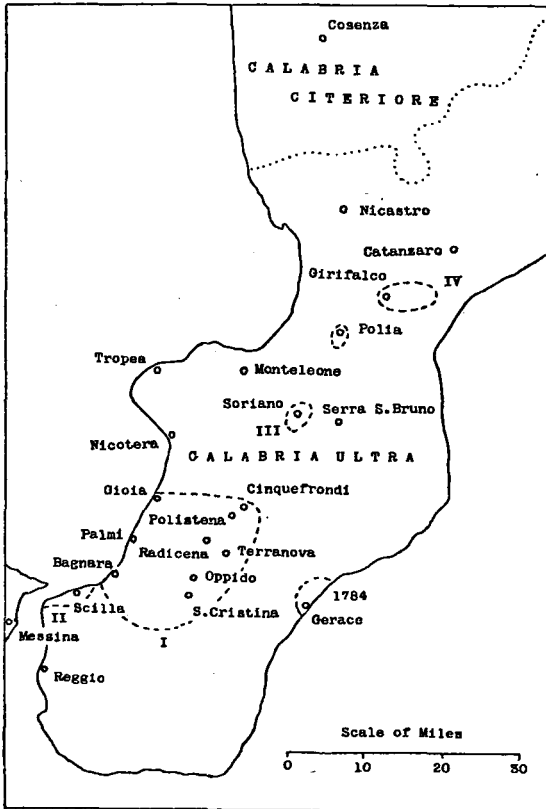 Cosenza
CALABRIA
CITERIORE
Nicastro
Catanzaro
Girifalco
IV
Polia
Tropea
Monteleone
Soriano
Serra S.Bruno
III
Nicotera
CALABRIA ULTRA
Gioia
Cinquefrondi
Polistena
Palmi
Radicena
Terranova
Bagnara
Oppido
1784
Scilla
S.Cristina
II
Gerace
Messina
I
Reggio
Scale of Miles
0 10 20 30